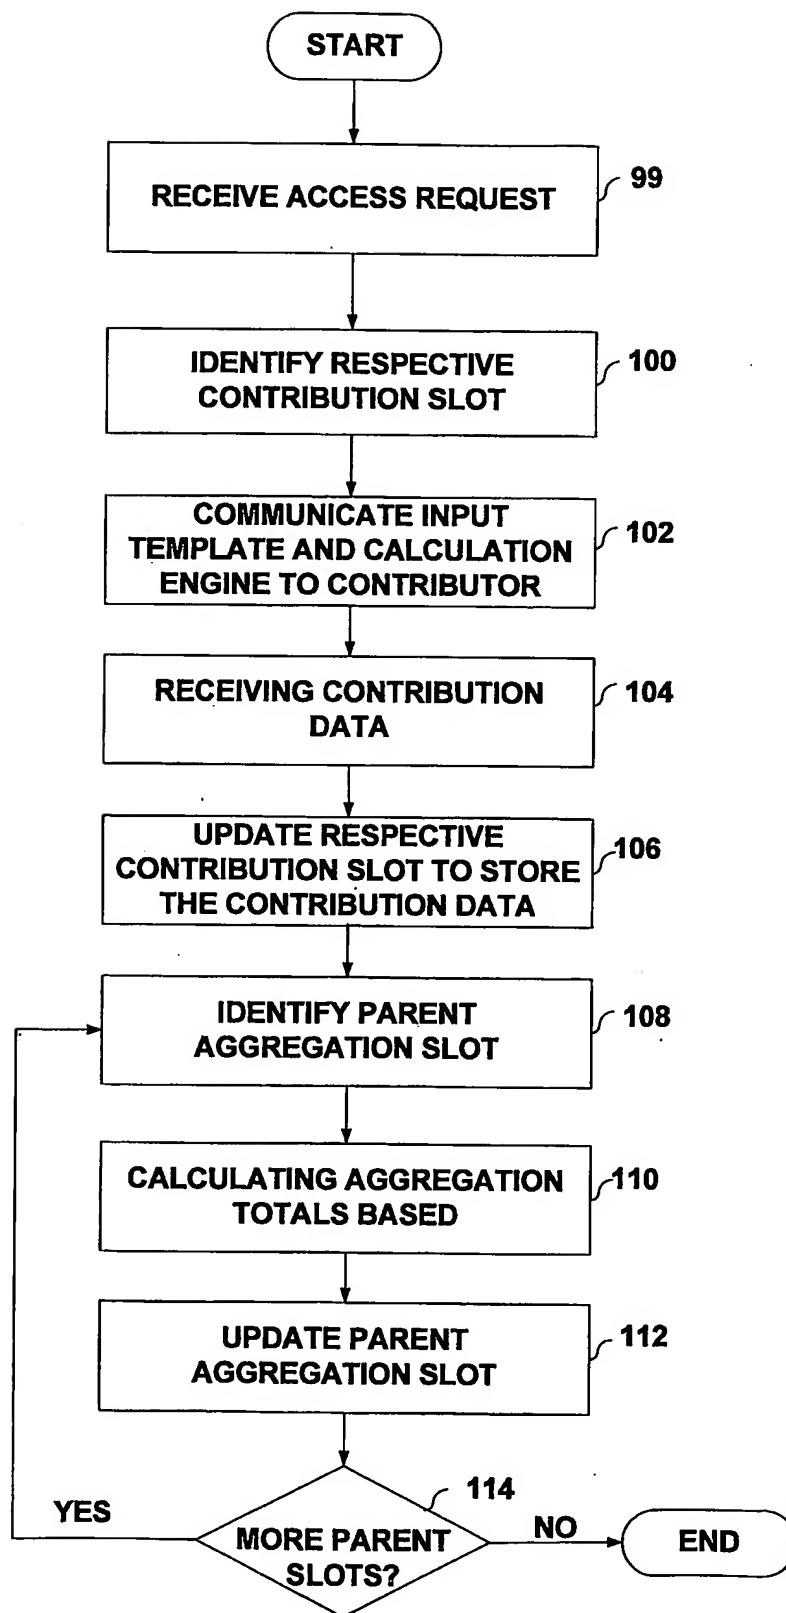 START
RECEIVE ACCESS REQUEST
99
IDENTIFY RESPECTIVE
CONTRIBUTION SLOT
100
COMMUNICATE INPUT
TEMPLATE AND CALCULATION
ENGINE TO CONTRIBUTOR
102
RECEIVING CONTRIBUTION
DATA
104
UPDATE RESPECTIVE
CONTRIBUTION SLOT TO STORE
THE CONTRIBUTION DATA
106
IDENTIFY PARENT
AGGREGATION SLOT
108
CALCULATING AGGREGATION
TOTALS BASED
110
UPDATE PARENT
AGGREGATION SLOT
112
114
YES
MORE PARENT
SLOTS?
NO
END